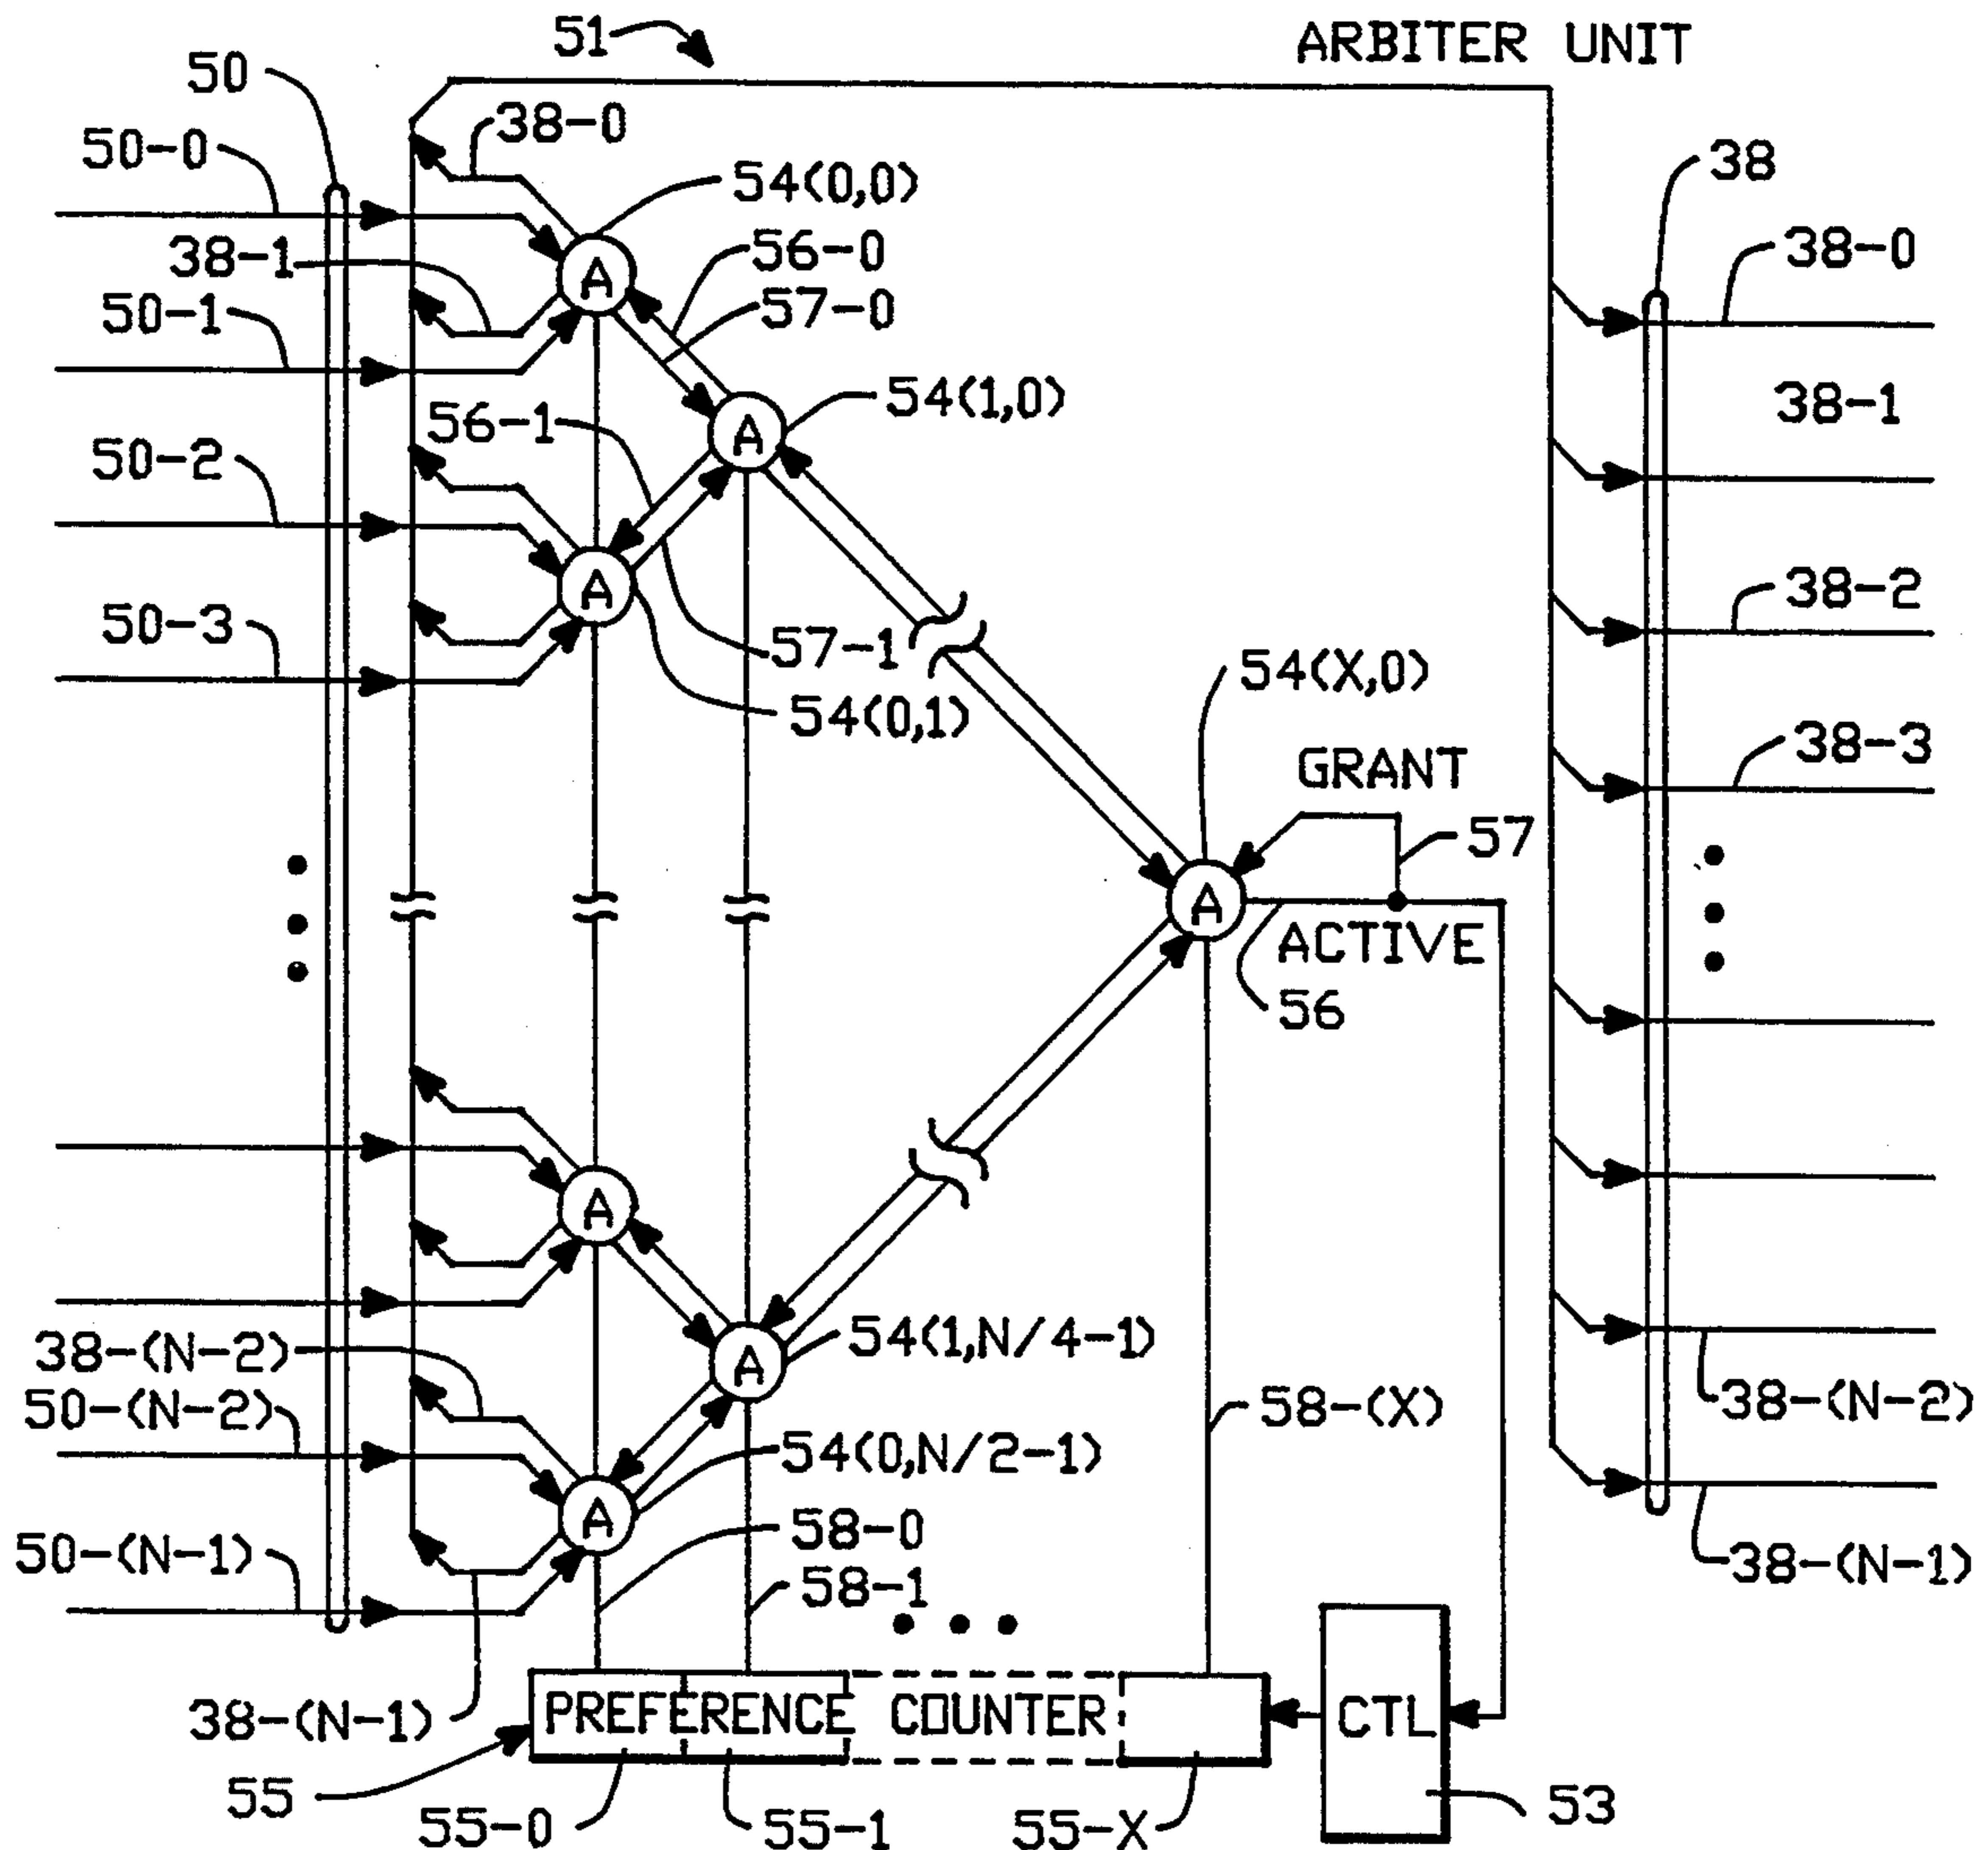 51
ARBITER UNIT
50
38-0
50-0
38
54(0,0)
38-0
56-0
38-1
57-0
50-1
A
54(1,0)
38-1
56-1
A
50-2
A
38-2
50-3
57-1
54(X,0)
54(0,1)
38-3
GRANT
57
A
ACTIVE
56
A
38-(N-2)
54(1,N/4-1)
A
50-(N-2)
58-(X)
38-(N-2)
54(0,N/2-1)
A
58-0
50-(N-1)
38-(N-1)
58-1
PREFERENCE COUNTER
CTL
38-(N-1)
55
53
55-0
55-1
55-X